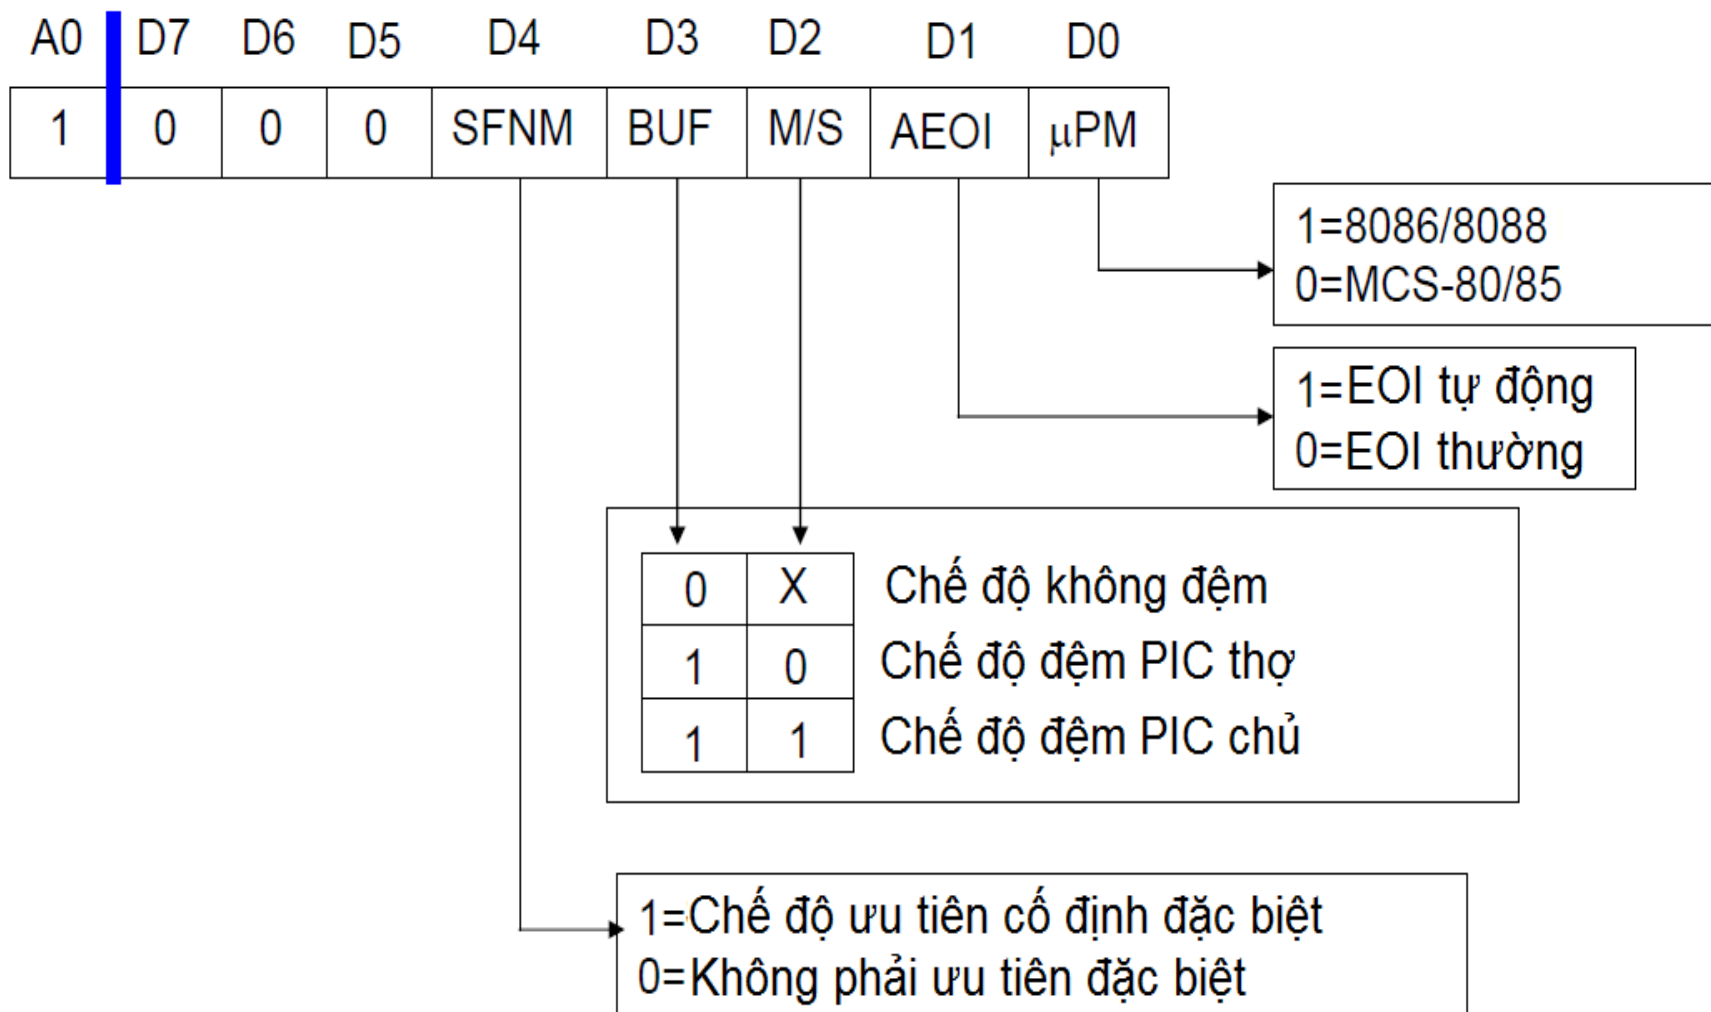 A0 D7 D6 D5 D4 D3 D2 D1 D0
1 0 0 0 SFNM BUF M/S AEOI μPM
1=8086/8088
0=MCS-80/85
1=EOI tự động
0=EOI thường
0 X Chế độ không đệm
1 0 Chế độ đệm PIC thợ
1 1 Chế độ đệm PIC chủ
1=Chế độ ưu tiên cố định đặc biệt
0=Không phải ưu tiên đặc biệt